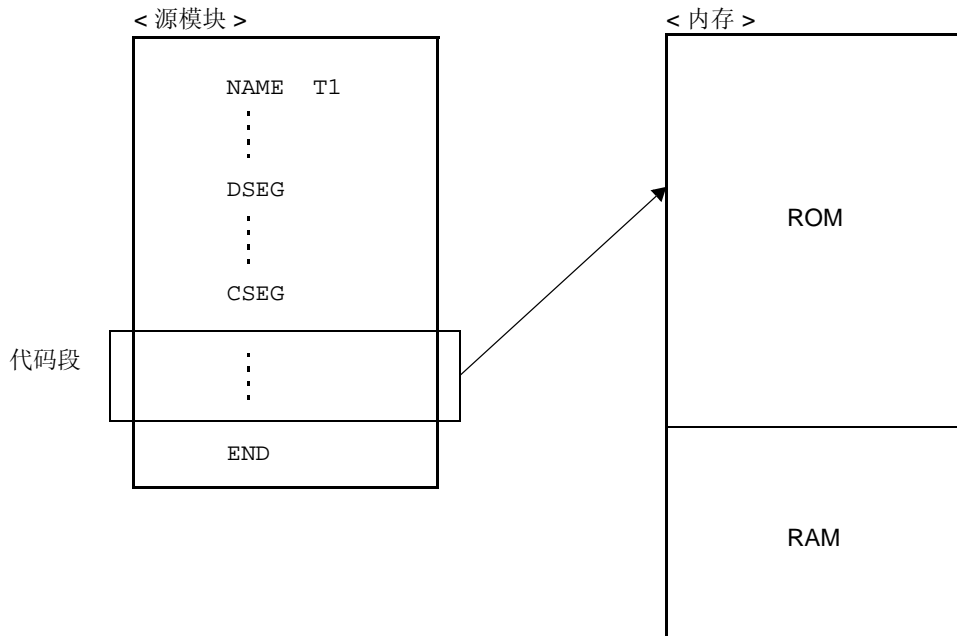 < 源模块 >
NAME T1
DSEG
CSEG
代码段
END
< 内存 >
ROM
RAM